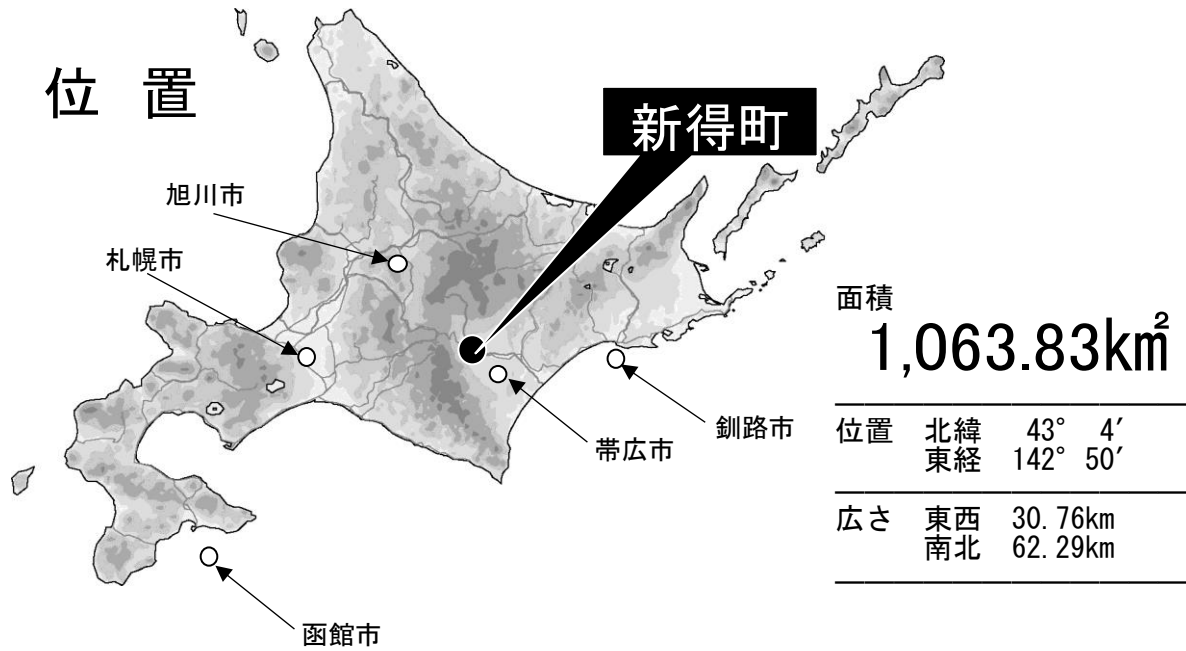 位 置
新得町
旭川市
札幌市
面積
1,063.83k㎡
釧路市
位置 北緯 43° 4′
東経 142° 50′
帯広市
広さ 東西 30.76km
南北 62.29km
函館市